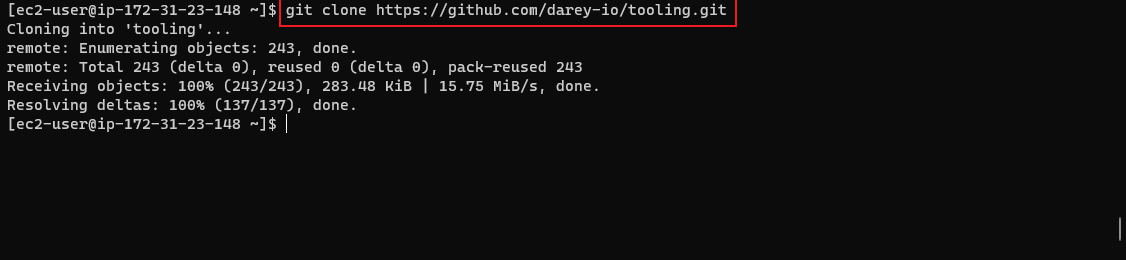 [ec2-user@ip-172-31-23-148 ~]$ git clone https://github.com/darey-io/tooling.git
Cloning into 'tooling'...
remote: Enumerating objects: 243, done.
remote: Total 243 (delta 0), reused 0 (delta 0), pack-reused 243
Receiving objects: 100% (243/243), 283.48 KiB | 15.75 MiB/s, done.
Resolving deltas: 100% (137/137), done.
[ec2-user@ip-172-31-23-148 ~]$